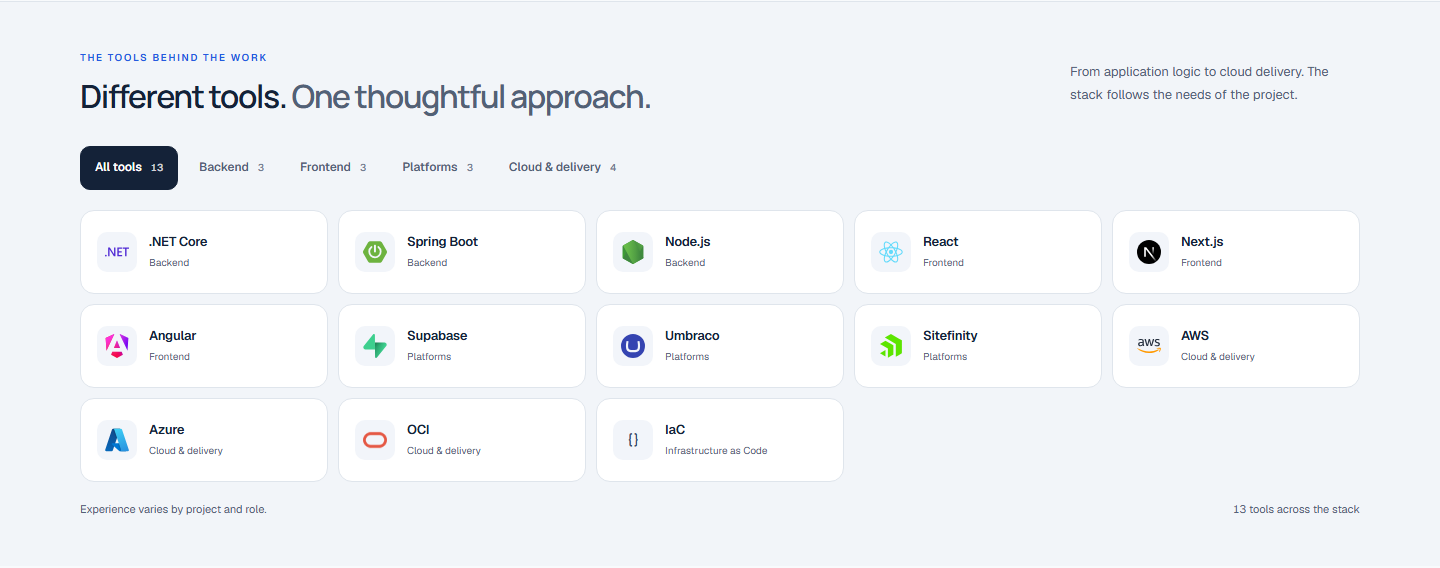 THE TOOLS BEHIND THE WORK
Different tools. One thoughtful approach.
From application logic to cloud delivery. The
stack follows the needs of the project.
All tools 13 Backend 3 Frontend 3 Platforms 3 Cloud & delivery 4
.NET .NET Core
Backend
Spring Boot
Backend
Node.js
Backend
React
Frontend
N Next.js
Frontend
Angular
Frontend
Supabase
Platforms
Umbraco
Platforms
Sitefinity
Platforms
aws AWS
Cloud & delivery
Azure
Cloud & delivery
OCI
Cloud & delivery
{} IaC
Infrastructure as Code
Experience varies by project and role.
13 tools across the stack